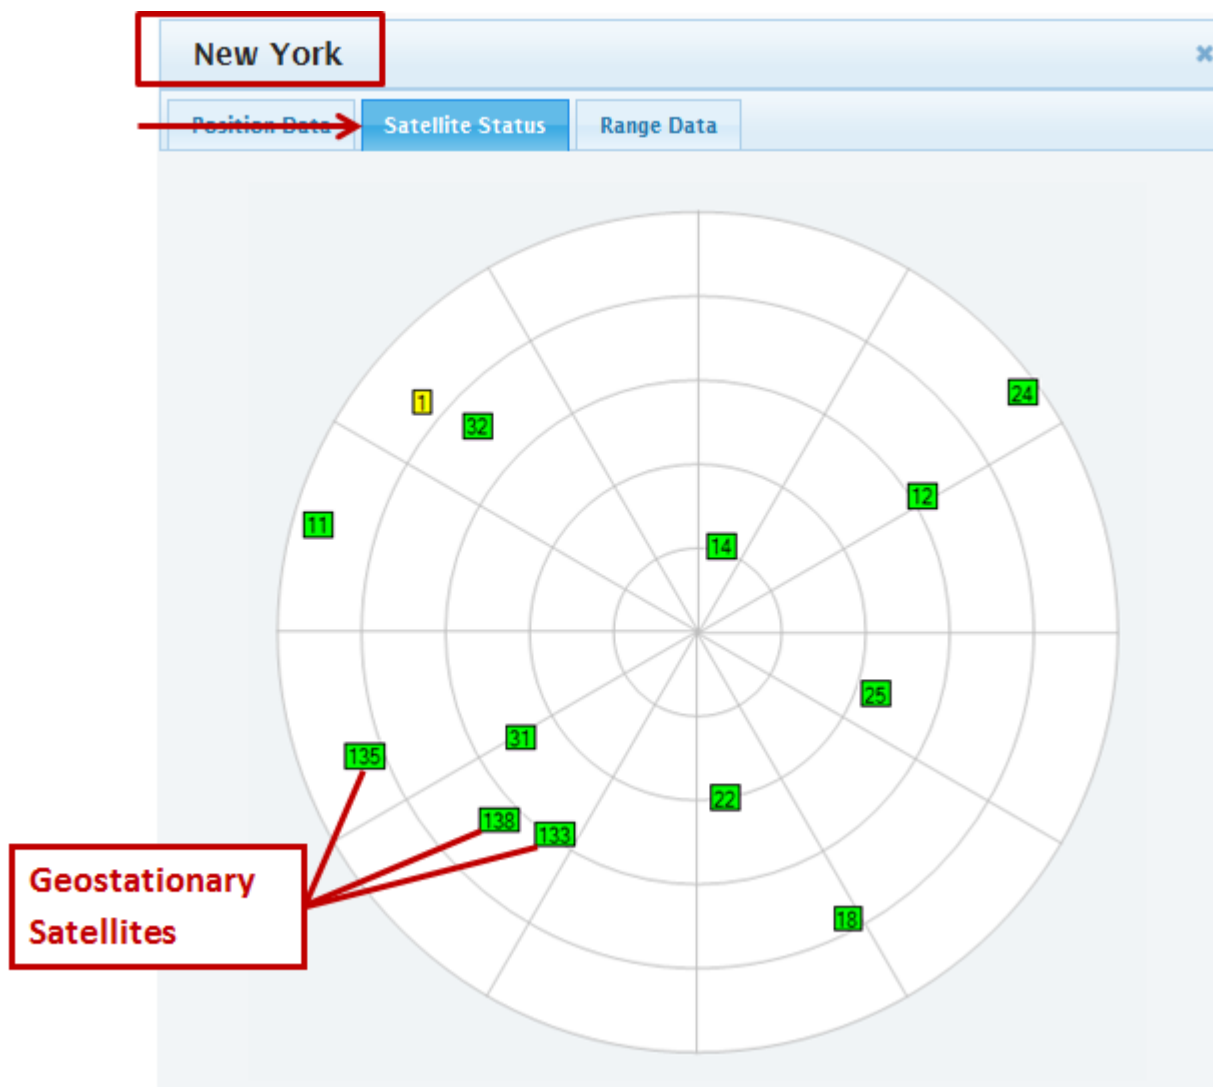 New York
Position Data
Satellite Status
Range Data
1
32
24
12
11
14
25
31
135
22
138
133
18
Geostationary
Satellites